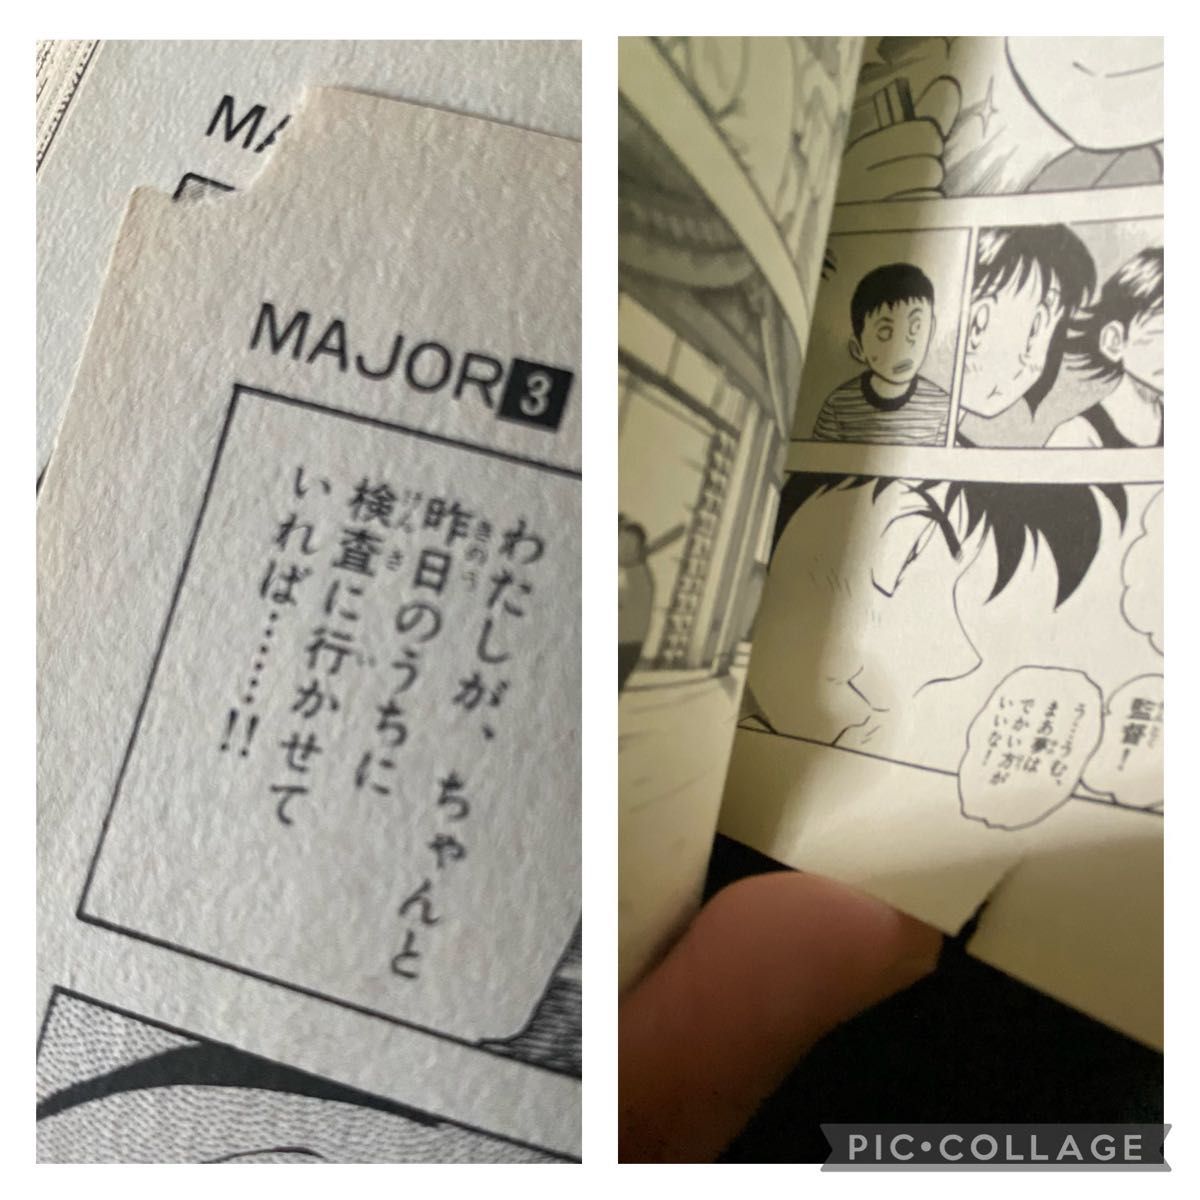 MA
MAJOR 3
わたしが、ちゃんと
昨日のうちに
検査に行かせて
いれば……!!
監督!
う…うむ、
まあ夢は
でかい方が
いいな!
PIC•COLLAGE